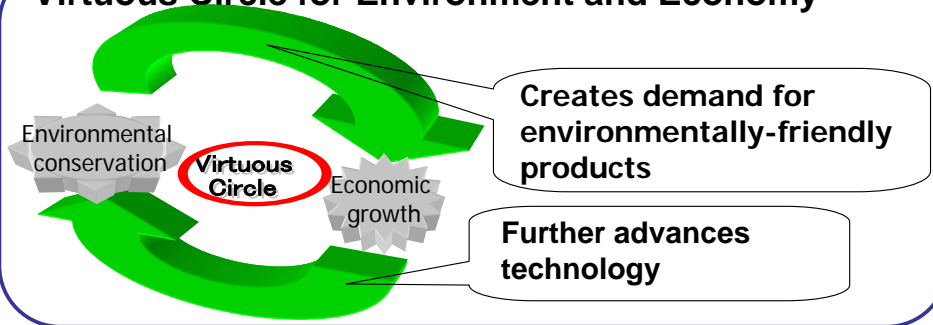 Virtuous Circle for Environment and Economy
Creates demand for
environmentally-friendly
products
Environmental
conservation
Virtuous
Circle
Economic
growth
Further advances
technology